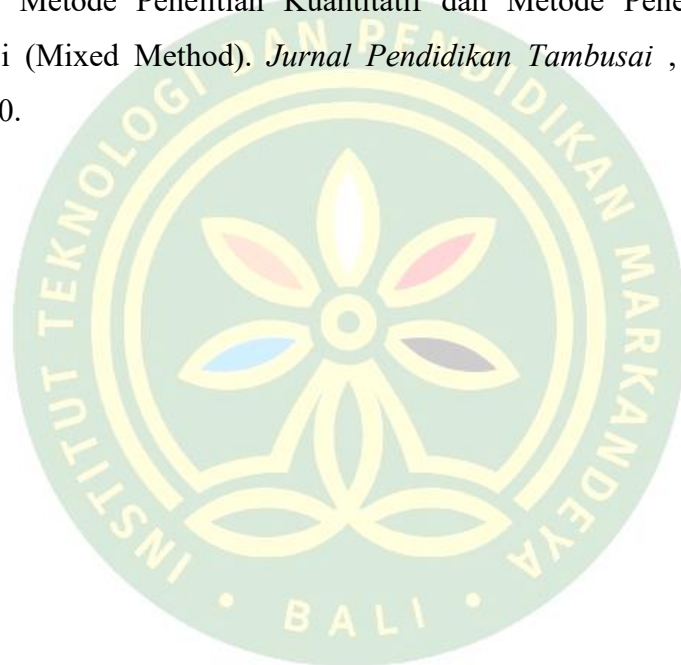 Metode Penelitian Kuantitatif dan Metode Pene
i (Mixed Method). Jurnal Pendidikan Tambusai ,
0.
INSTITUT TEKNOLOGI DAN PENDIDIKAN MARKANDEYA
• BALI •